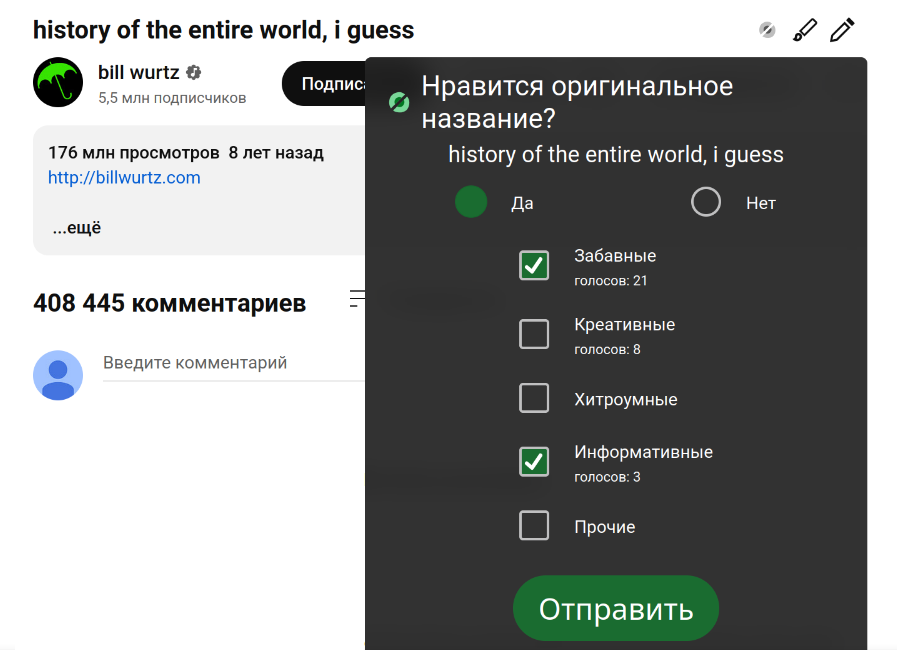 history of the entire world, i guess
bill wurtz
5,5 млн подписчиков
176 млн просмотров 8 лет назад
http://billwurtz.com
...ещё
408 445 комментариев
Введите комментарий
Нравится оригинальное
название?
history of the entire world, i guess
Да
Нет
Забавные
голосов: 21
Креативные
голосов: 8
Хитроумные
Информативные
голосов: 3
Прочие
Отправить